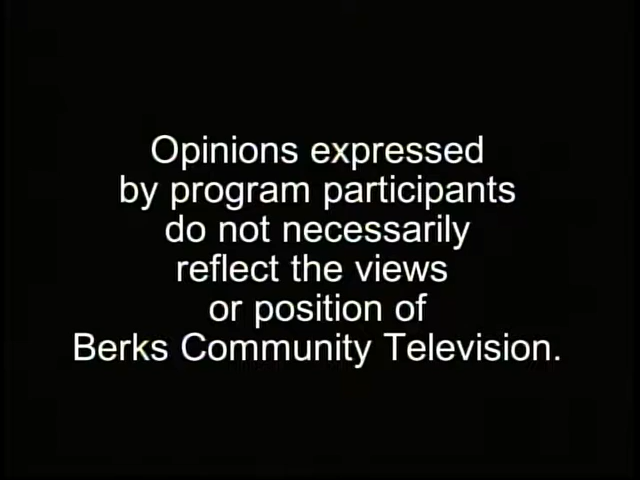 Opinions expressed
by program participants
do not necessarily
reflect the views
or position of
Berks Community Television.